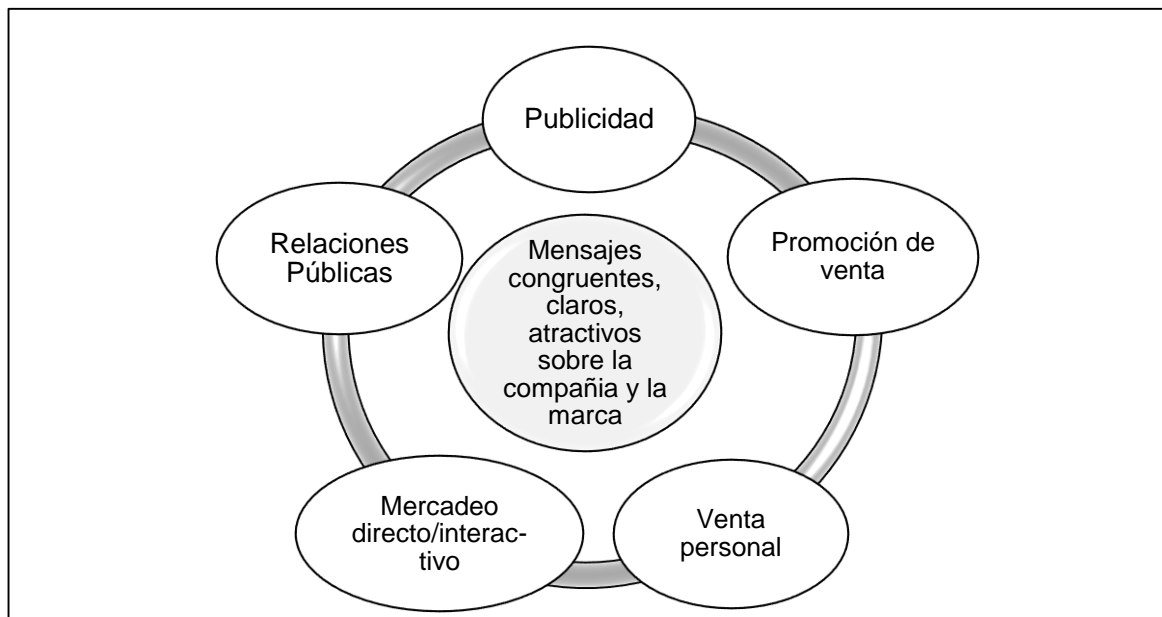 Publicidad
Relaciones
Públicas
Promoción de
venta
Mensajes
congruentes,
claros,
atractivos
sobre la
compañia y la
marca
Mercadeo
directo/interac-
tivo
Venta
personal